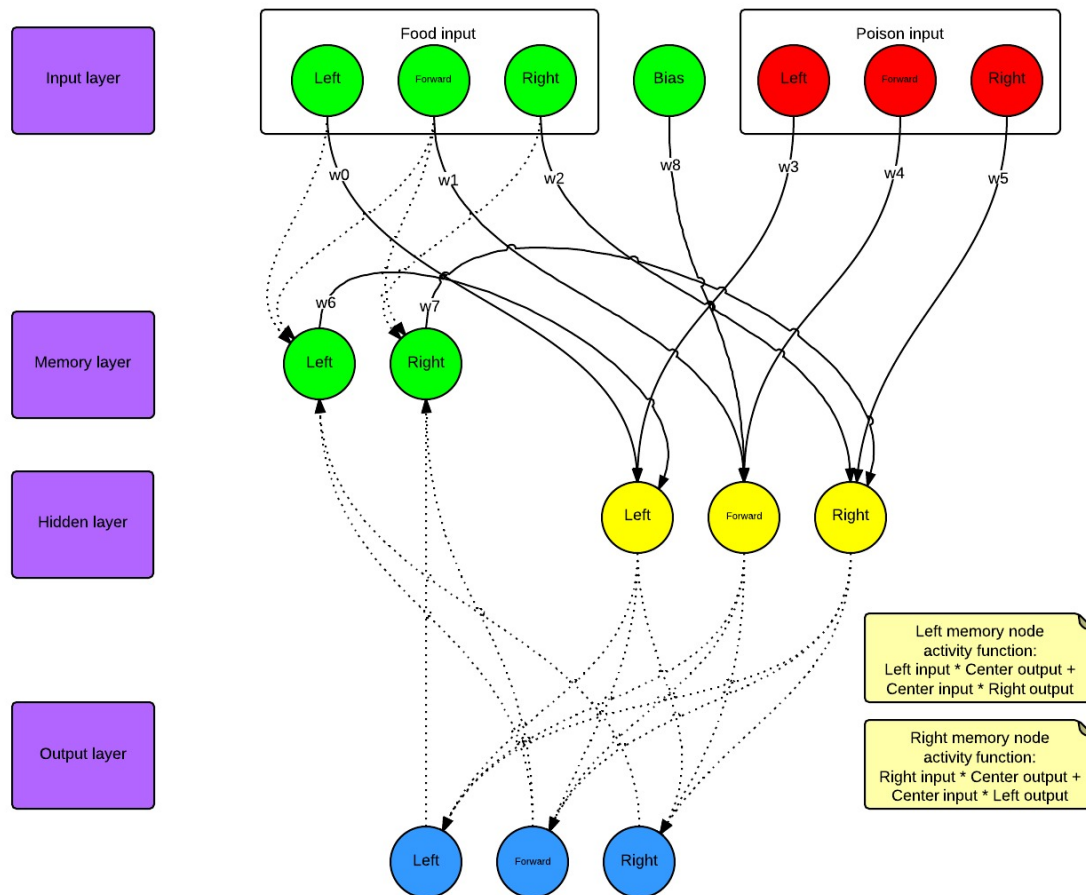 Food input
Poison input
Input layer
Left
Forward
Right
Bias
Left
Forward
Right
w0
w1
w2
w8
w3
w4
w5
w6
w7
Memory layer
Left
Right
Hidden layer
Left
Forward
Right
Left memory node
activity function:
Left input * Center output +
Center input * Right output
Output layer
Right memory node
activity function:
Right input * Center output +
Center input * Left output
Left
Forward
Right